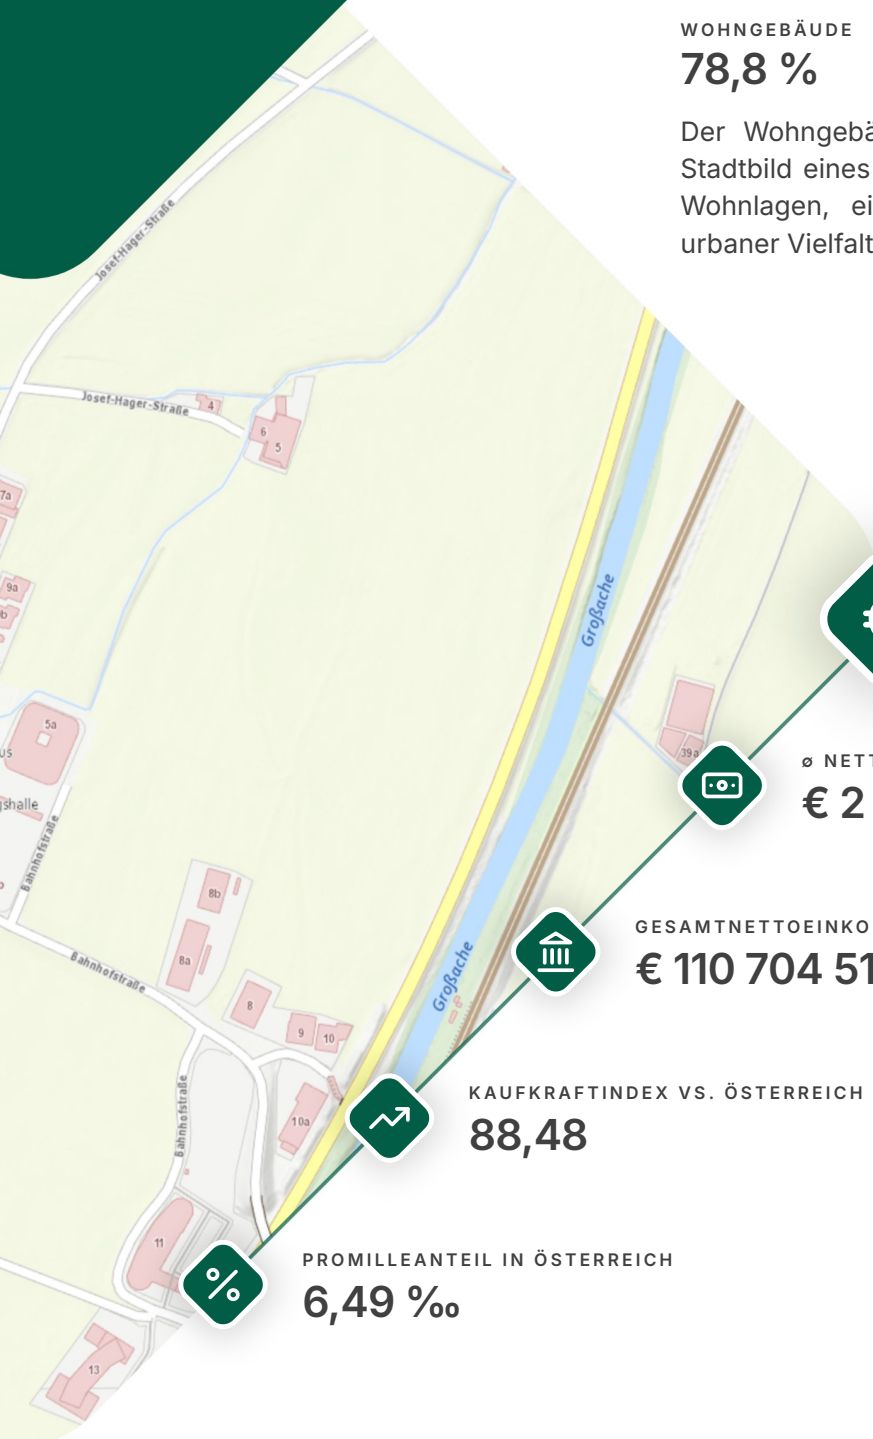 WOHNGEBÄUDE
78,8 %
Der Wohngebä
Stadtbild eines
Wohnlagen, ei
urbaner Vielfalt
Josef-Hager-Straße
Josef-Hager-Straße
4
6
5
7a
9a
b
Großache
5a
us
gshalle
Bahnhofstraße
39a
ø NETT
€ 2
8b
8a
Bahnhofstraße
GESAMTNETTOEINKO
€ 110 704 51
Großache
8
9
10
10a
Bahnhofstraße
KAUFKRAFTINDEX VS. ÖSTERREICH
88,48
11
PROMILLEANTEIL IN ÖSTERREICH
6,49 ‰
13